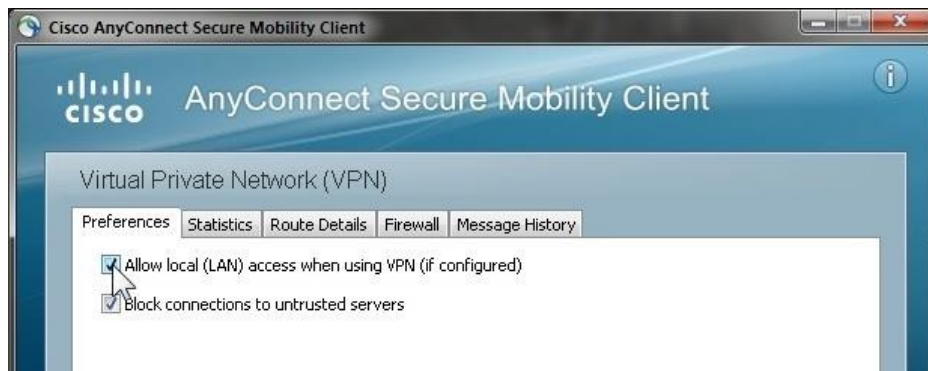 Cisco AnyConnect Secure Mobility Client
CISCO AnyConnect Secure Mobility Client
Virtual Private Network (VPN)
Preferences Statistics Route Details Firewall Message History
Allow local (LAN) access when using VPN (if configured)
Block connections to untrusted servers